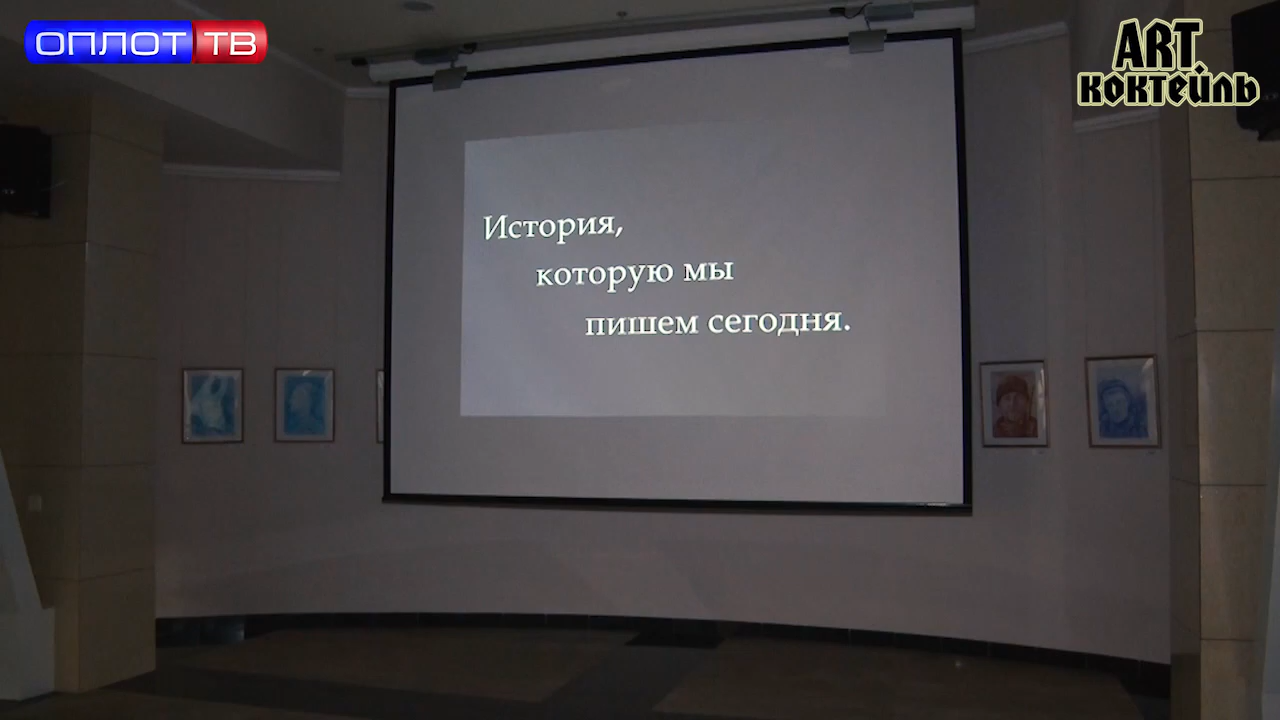 ОПЛОТ ТВ
ART
КОКТЕЙЛЬ
История,
которую мы
пишем сегодня.